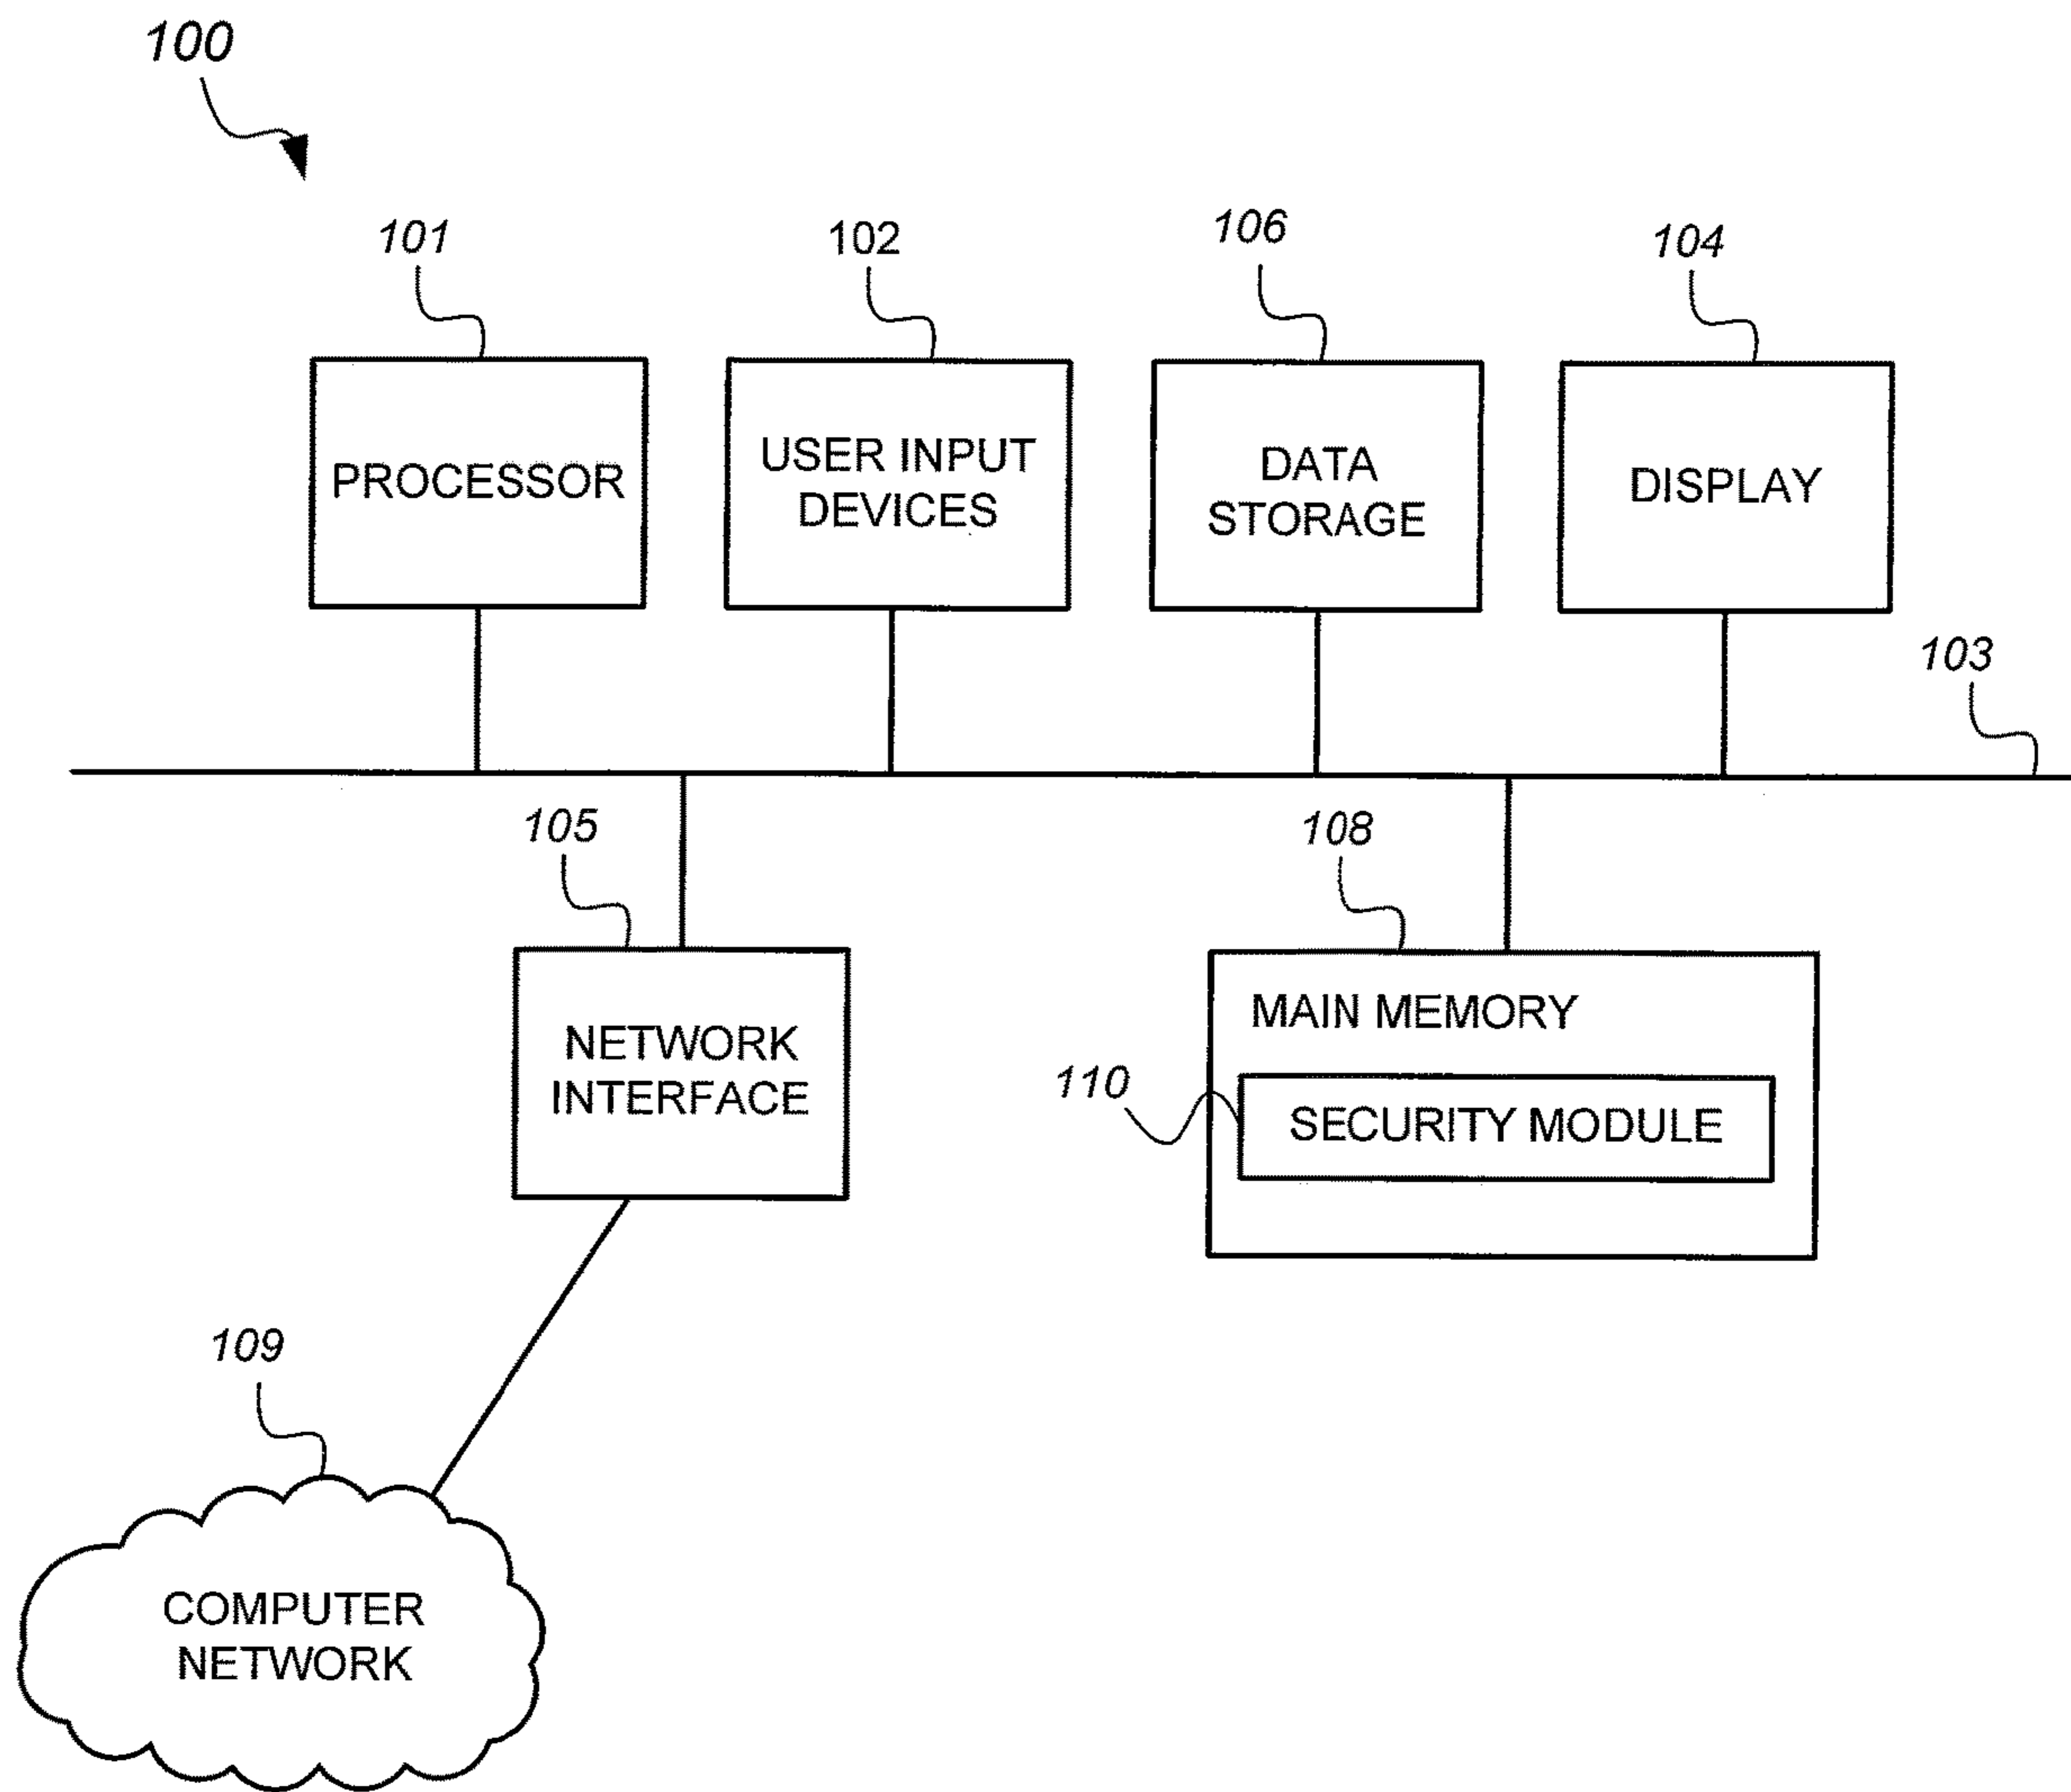 100
101
102
106
104
PROCESSOR
USER INPUT
DEVICES
DATA
STORAGE
DISPLAY
103
105
108
NETWORK
INTERFACE
MAIN MEMORY
110
SECURITY MODULE
109
COMPUTER
NETWORK